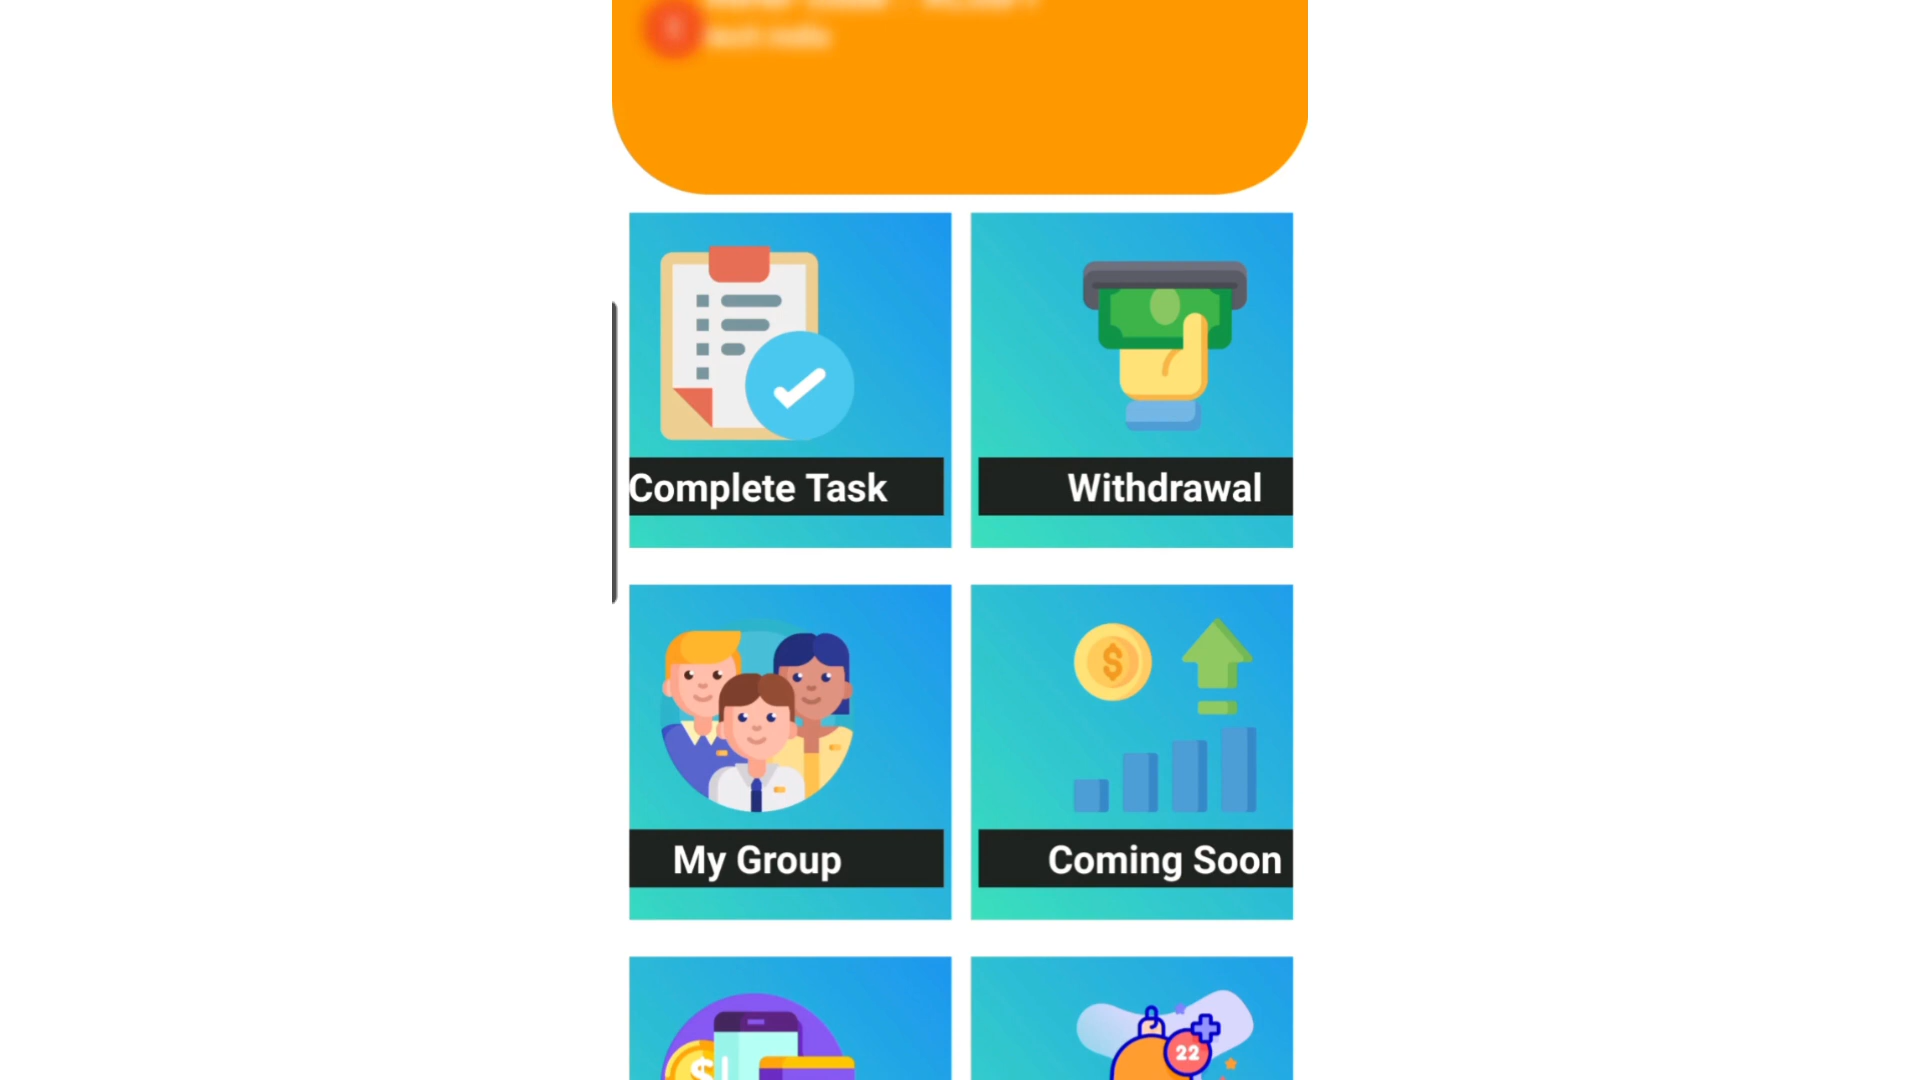 Complete Task
Withdrawal
$
My Group
Coming Soon
$
22